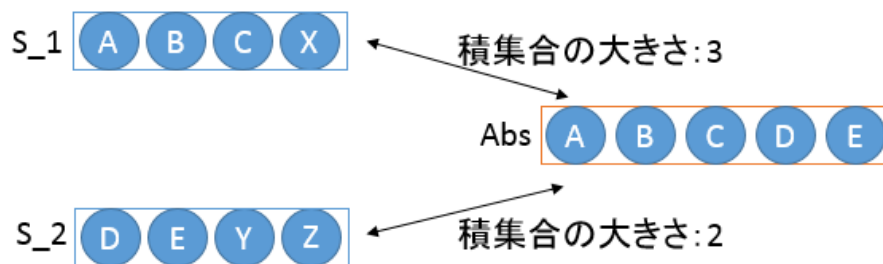 S_1 A B C X
積集合の大きさ:3
Abs A B C D E
S_2 D E Y Z
積集合の大きさ:2